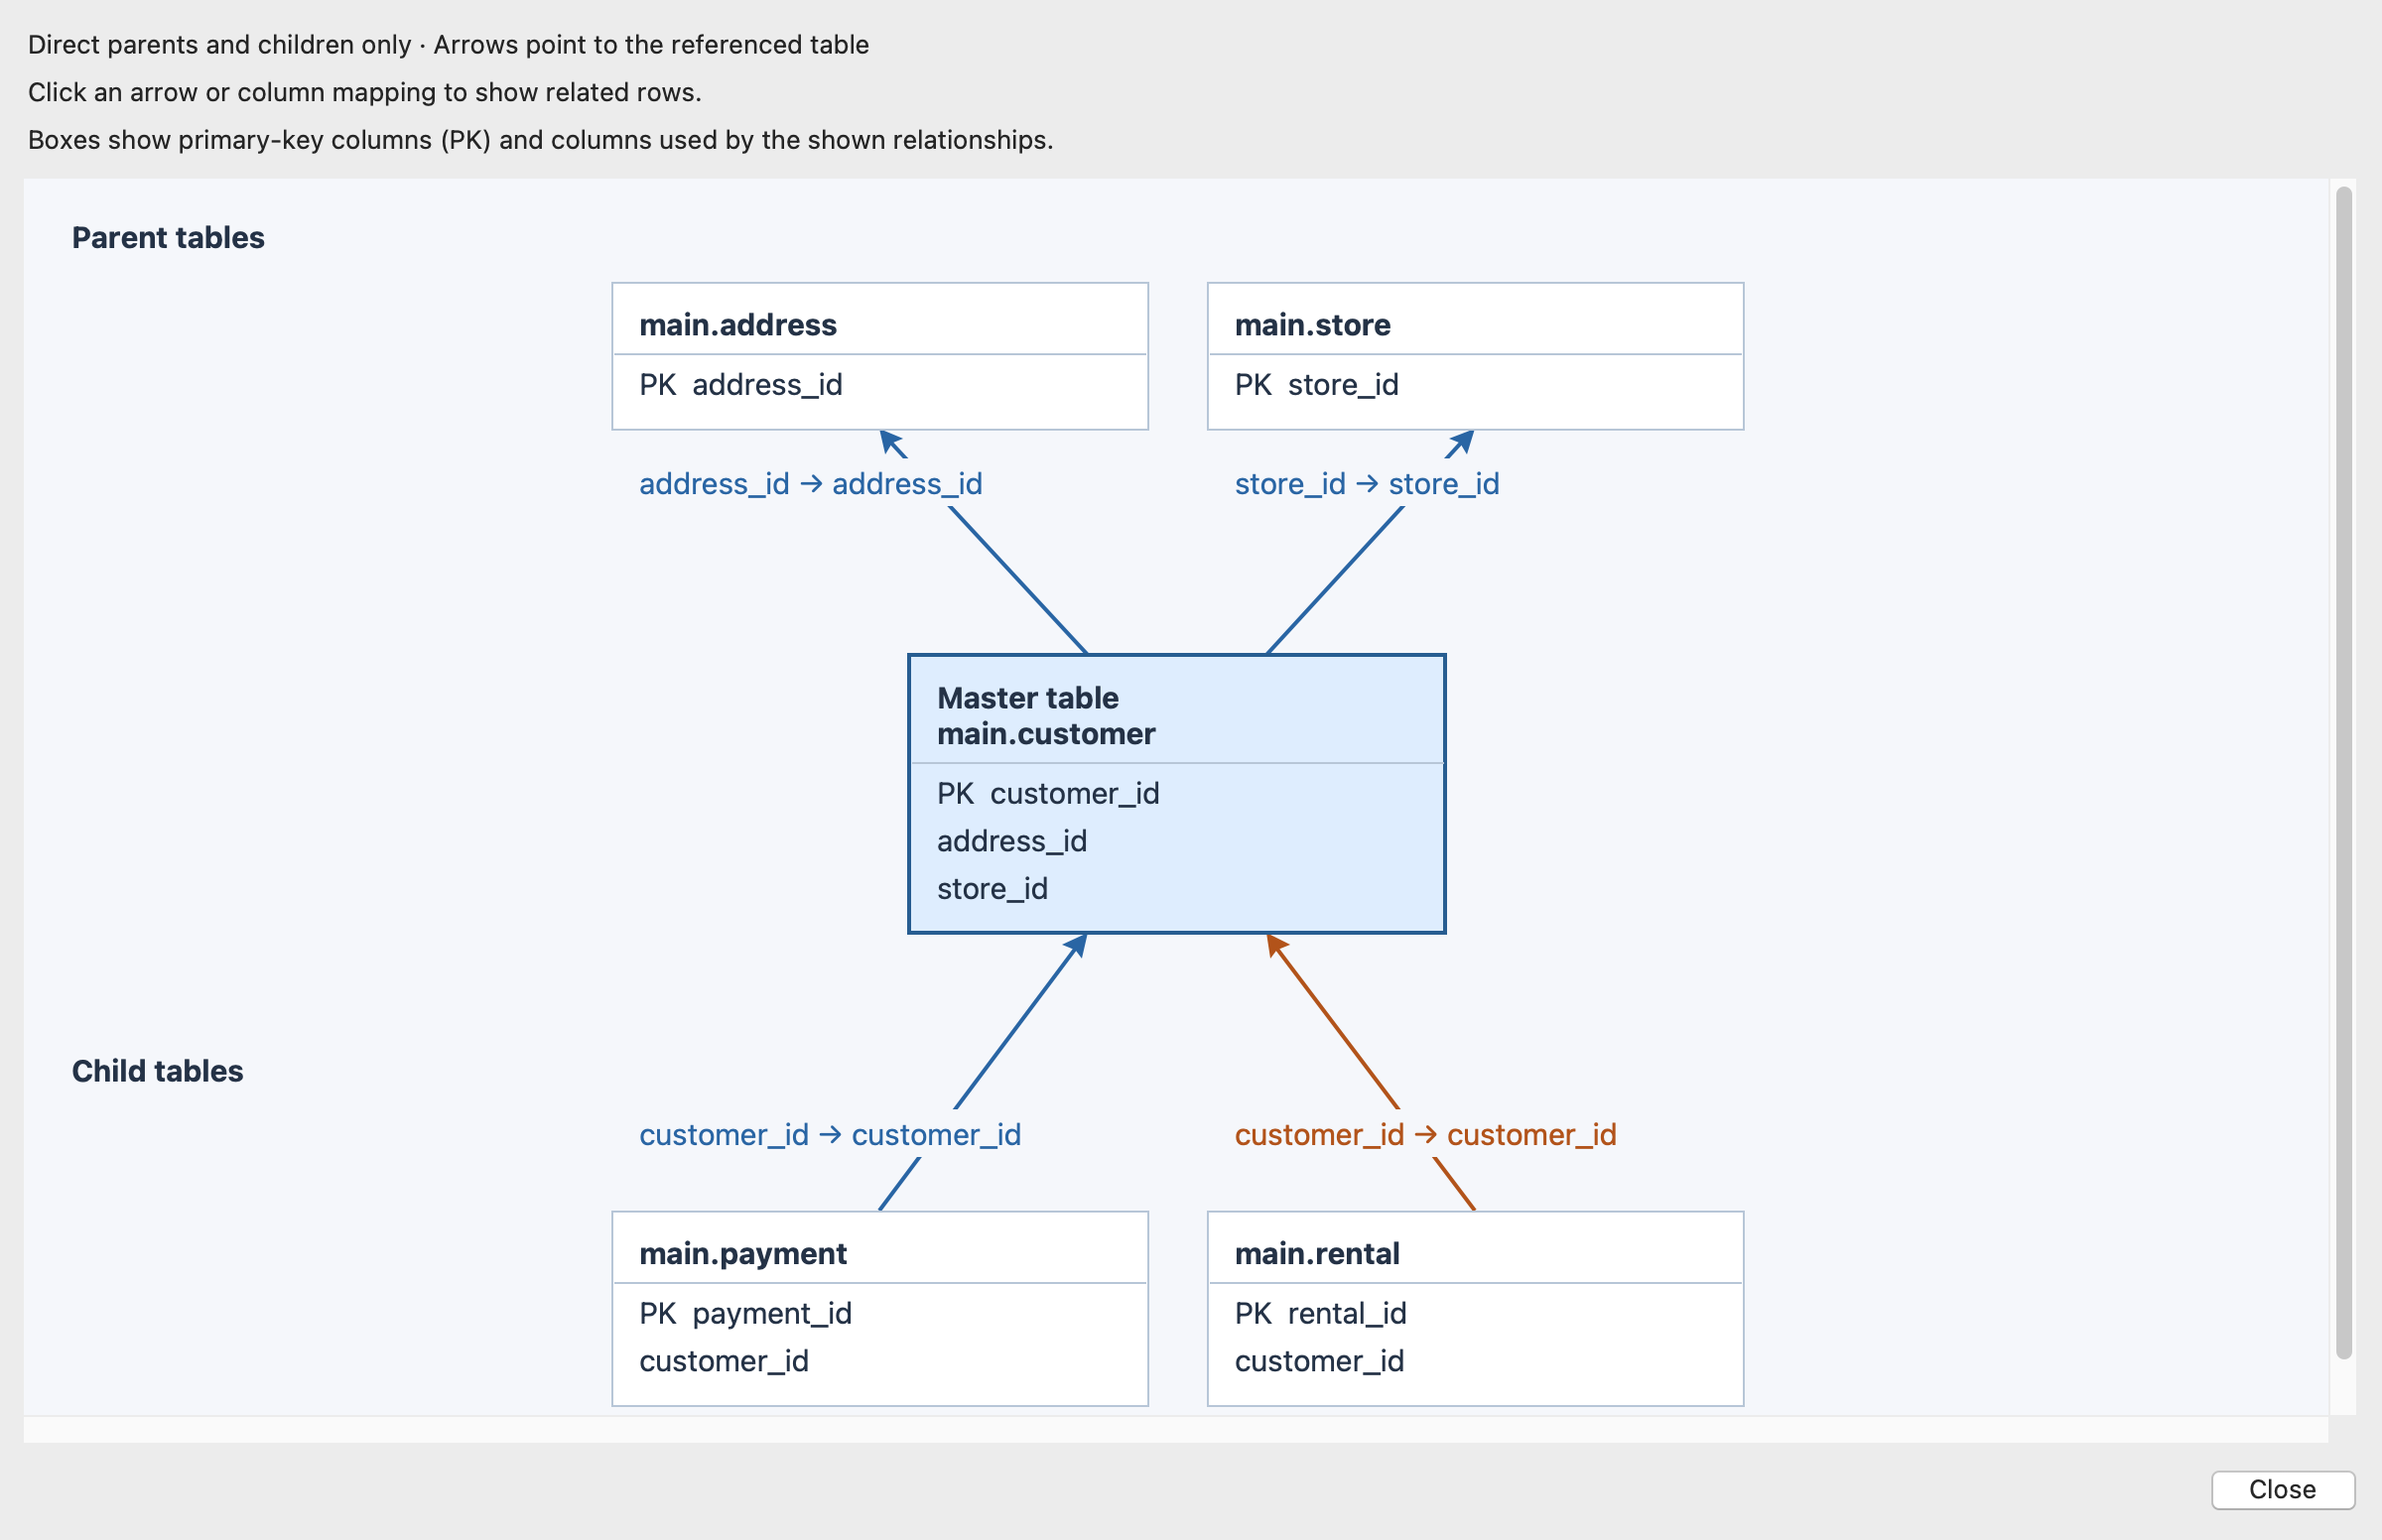 Direct parents and children only · Arrows point to the referenced table
Click an arrow or column mapping to show related rows.
Boxes show primary-key columns (PK) and columns used by the shown relationships.
Parent tables
main.address
PK address_id
main.store
PK store_id
address_id → address_id
store_id → store_id
Master table
main.customer
PK customer_id
address_id
store_id
Child tables
customer_id → customer_id
customer_id → customer_id
main.payment
PK payment_id
customer_id
main.rental
PK rental_id
customer_id
Close